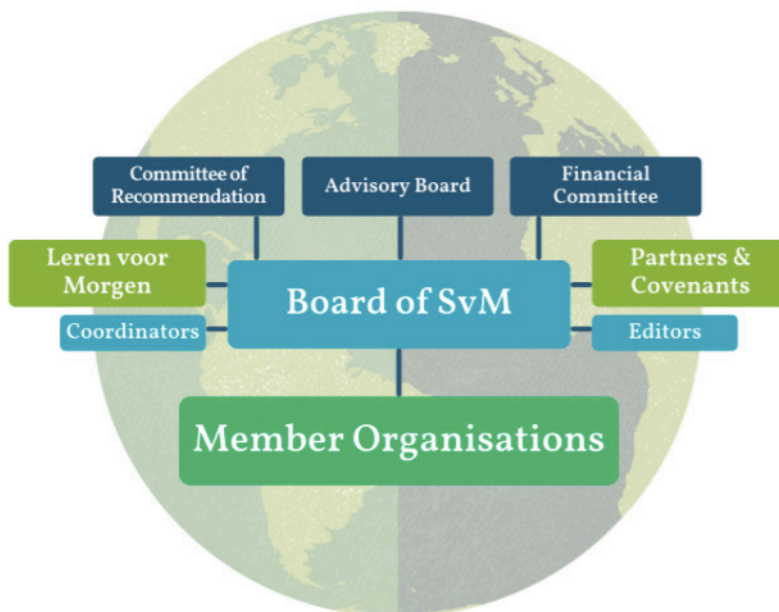 Committee of
Recommendation
Advisory Board
Financial
Committee
Leren voor
Morgen
Board of SvM
Partners &
Covenants
Coordinators
Editors
Member Organisations